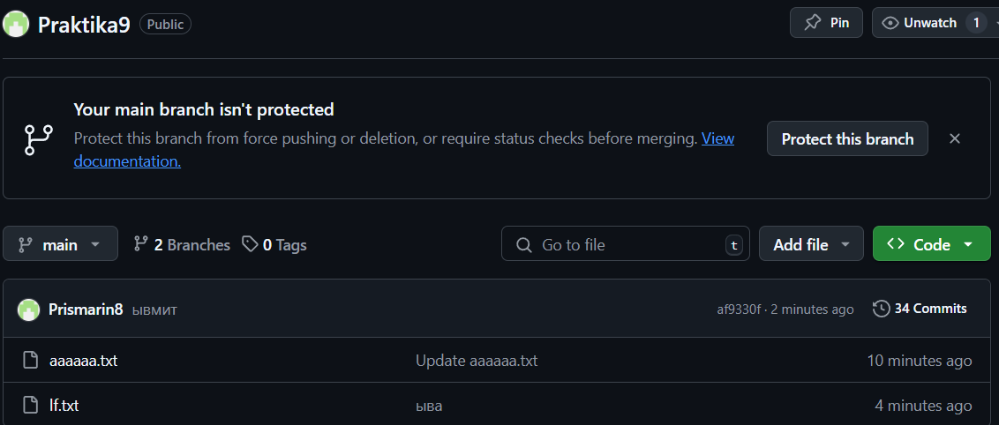 Praktika9 Public Pin Unwatch 1
Your main branch isn't protected
Protect this branch from force pushing or deletion, or require status checks before merging. View
documentation.
Protect this branch
main 2 Branches 0 Tags Go to file t Add file Code
Prismarin8 ывмит af9330f · 2 minutes ago 34 Commits
aaaaaa.txt Update aaaaaa.txt 10 minutes ago
lf.txt ыва 4 minutes ago